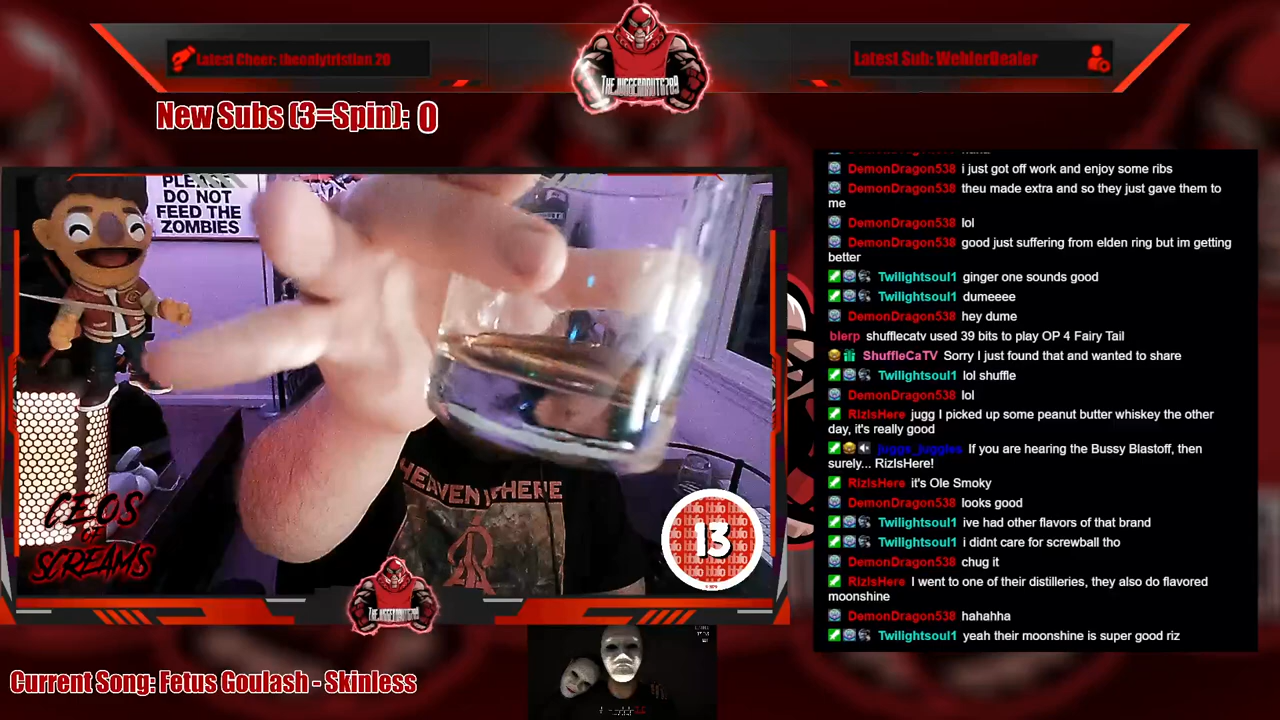 Latest Cheer: theonlytristian 20
THEJUGGERNAUT6789
Latest Sub: WehlerDealer
New Subs (3=Spin): 0
PLEASE
DO NOT
FEED THE
ZOMBIES
HEAVEN
CEOS
OF
SCREAMS
13
Current Song: Fetus Goulash - Skinless
DemonDragon538 i just got off work and enjoy some ribs
DemonDragon538 theu made extra and so they just gave them to
me
DemonDragon538 lol
DemonDragon538 good just suffering from elden ring but im getting
better
Twilightsoul1 ginger one sounds good
Twilightsoul1 dumeeee
DemonDragon538 hey dume
blerp shufflecatv used 39 bits to play OP 4 Fairy Tail
ShuffleCaTV Sorry I just found that and wanted to share
Twilightsoul1 lol shuffle
DemonDragon538 lol
RizIsHere jugg I picked up some peanut butter whiskey the other
day, it's really good
juggs_juggles If you are hearing the Bussy Blastoff, then
surely... RizIsHere!
RizIsHere it's Ole Smoky
DemonDragon538 looks good
Twilightsoul1 ive had other flavors of that brand
Twilightsoul1 i didnt care for screwball tho
DemonDragon538 chug it
RizIsHere I went to one of their distilleries, they also do flavored
moonshine
DemonDragon538 hahahha
Twilightsoul1 yeah their moonshine is super good riz